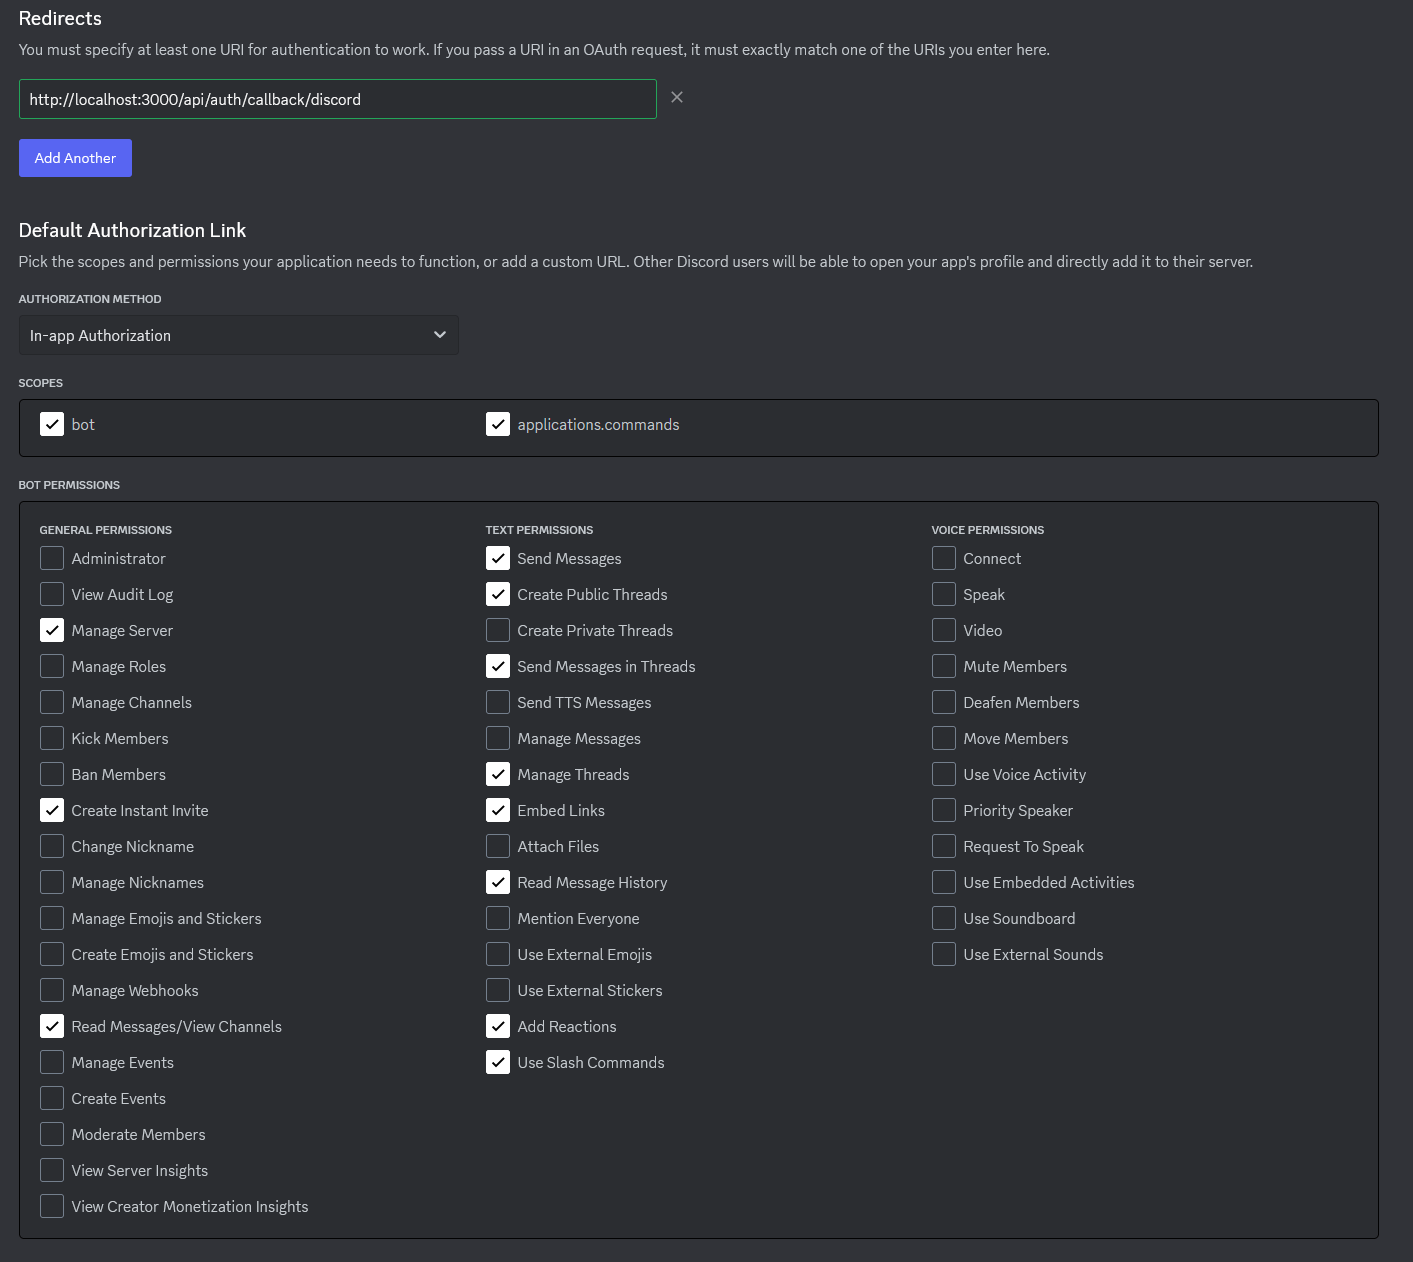 Redirects
You must specify at least one URI for authentication to work. If you pass a URI in an OAuth request, it must exactly match one of the URIs you enter here.
http://localhost:3000/api/auth/callback/discord
Add Another
Default Authorization Link
Pick the scopes and permissions your application needs to function, or add a custom URL. Other Discord users will be able to open your app's profile and directly add it to their server.
AUTHORIZATION METHOD
In-app Authorization
SCOPES
bot
applications.commands
BOT PERMISSIONS
GENERAL PERMISSIONS
Administrator
View Audit Log
Manage Server
Manage Roles
Manage Channels
Kick Members
Ban Members
Create Instant Invite
Change Nickname
Manage Nicknames
Manage Emojis and Stickers
Create Emojis and Stickers
Manage Webhooks
Read Messages/View Channels
Manage Events
Create Events
Moderate Members
View Server Insights
View Creator Monetization Insights
TEXT PERMISSIONS
Send Messages
Create Public Threads
Create Private Threads
Send Messages in Threads
Send TTS Messages
Manage Messages
Manage Threads
Embed Links
Attach Files
Read Message History
Mention Everyone
Use External Emojis
Use External Stickers
Add Reactions
Use Slash Commands
VOICE PERMISSIONS
Connect
Speak
Video
Mute Members
Deafen Members
Move Members
Use Voice Activity
Priority Speaker
Request To Speak
Use Embedded Activities
Use Soundboard
Use External Sounds